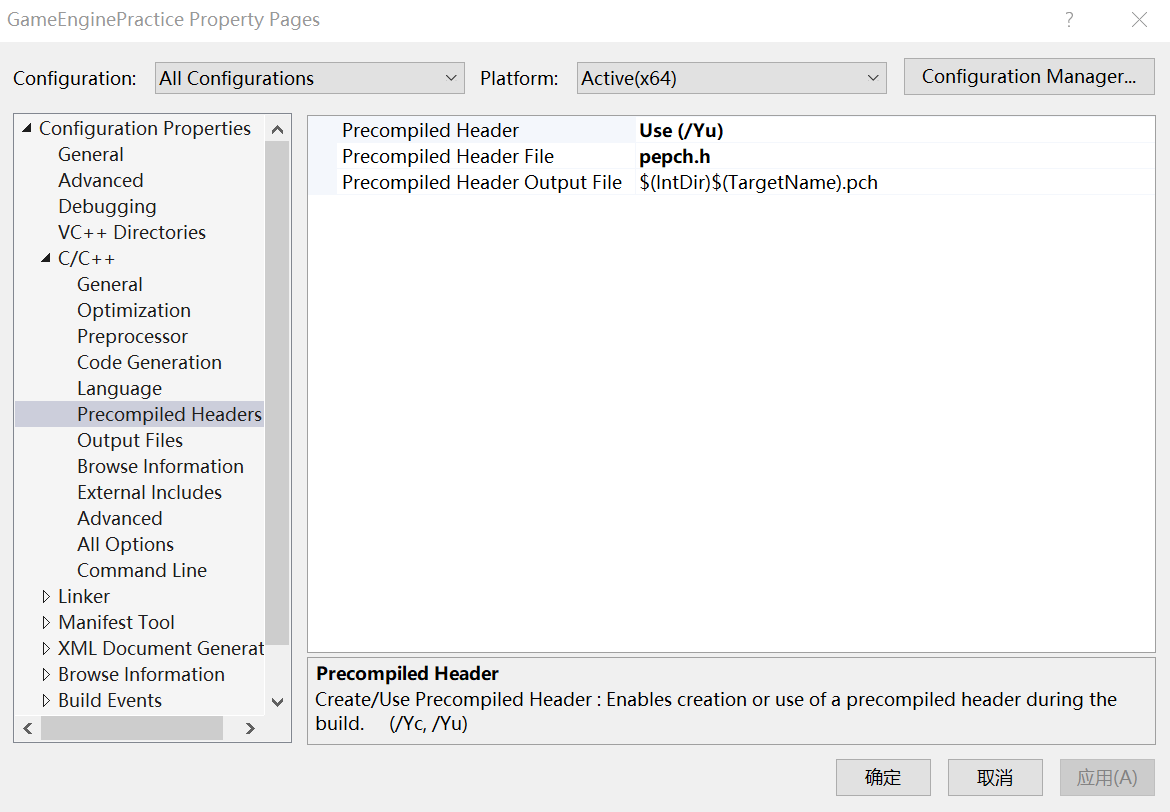 GameEnginePractice Property Pages
Configuration: All Configurations Platform: Active(x64) Configuration Manager...
Configuration Properties
General
Advanced
Debugging
VC++ Directories
C/C++
General
Optimization
Preprocessor
Code Generation
Language
Precompiled Headers
Output Files
Browse Information
External Includes
Advanced
All Options
Command Line
Linker
Manifest Tool
XML Document Generat
Browse Information
Build Events
Precompiled Header Use (/Yu)
Precompiled Header File pepch.h
Precompiled Header Output File $(IntDir)$(TargetName).pch
Precompiled Header
Create/Use Precompiled Header : Enables creation or use of a precompiled header during the
build. (/Yc, /Yu)
确定 取消 应用(A)